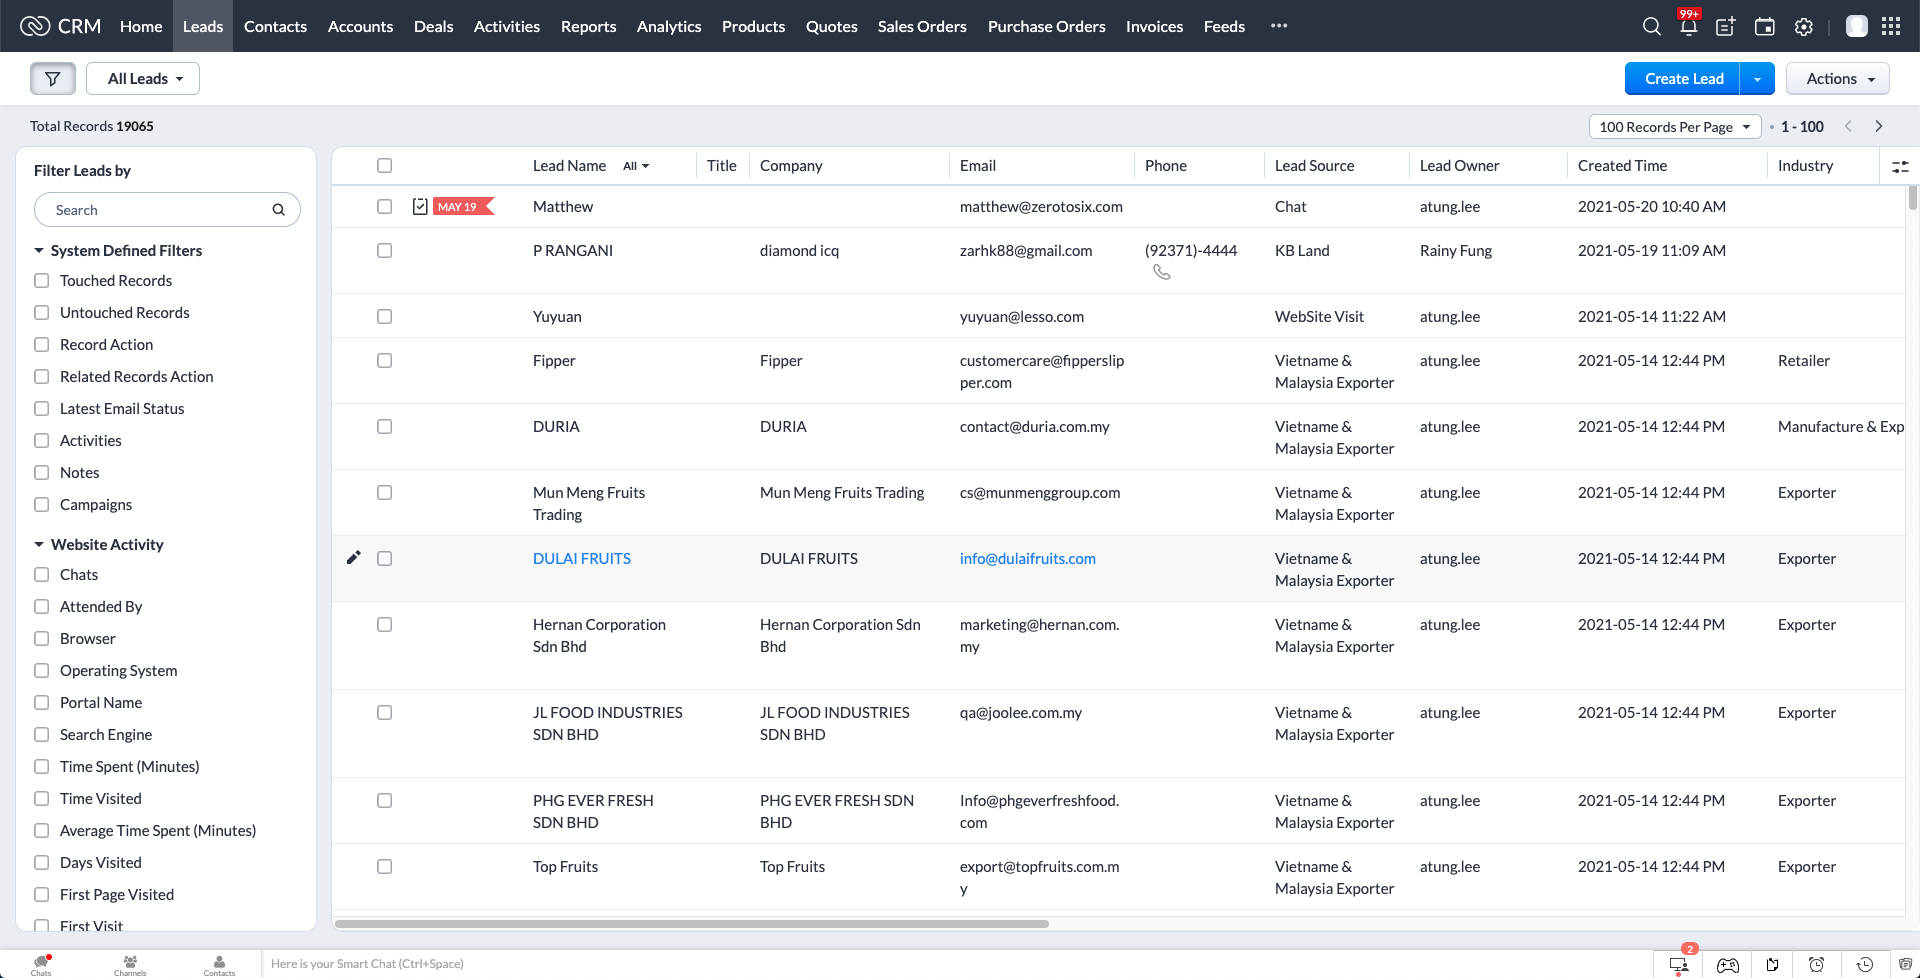 CRM Home Leads Contacts Accounts Deals Activities Reports Analytics Products Quotes Sales Orders Purchase Orders Invoices Feeds ••• 99+
All Leads Create Lead Actions
Total Records 19065 100 Records Per Page • 1 - 100
Filter Leads by
Search
System Defined Filters
Touched Records
Untouched Records
Record Action
Related Records Action
Latest Email Status
Activities
Notes
Campaigns
Website Activity
Chats
Attended By
Browser
Operating System
Portal Name
Search Engine
Time Spent (Minutes)
Time Visited
Average Time Spent (Minutes)
Days Visited
First Page Visited
First Visit
Lead Name All Title Company Email Phone Lead Source Lead Owner Created Time Industry
MAY 19 Matthew matthew@zerotosix.com Chat atung.lee 2021-05-20 10:40 AM
P RANGANI diamond icq zarhk88@gmail.com (92371)-4444 KB Land Rainy Fung 2021-05-19 11:09 AM
Yuyuan yuyuan@lesso.com WebSite Visit atung.lee 2021-05-14 11:22 AM
Fipper Fipper customercare@fipperslip Vietname & atung.lee 2021-05-14 12:44 PM Retailer
per.com Malaysia Exporter
DURIA DURIA contact@duria.com.my Vietname & atung.lee 2021-05-14 12:44 PM Manufacture & Exp
Malaysia Exporter
Mun Meng Fruits Mun Meng Fruits Trading cs@munmenggroup.com Vietname & atung.lee 2021-05-14 12:44 PM Exporter
Trading Malaysia Exporter
DULAI FRUITS DULAI FRUITS info@dulaifruits.com Vietname & atung.lee 2021-05-14 12:44 PM Exporter
Malaysia Exporter
Hernan Corporation Hernan Corporation Sdn marketing@hernan.com. Vietname & atung.lee 2021-05-14 12:44 PM Exporter
Sdn Bhd Bhd my Malaysia Exporter
JL FOOD INDUSTRIES JL FOOD INDUSTRIES qa@joolee.com.my Vietname & atung.lee 2021-05-14 12:44 PM Exporter
SDN BHD SDN BHD Malaysia Exporter
PHG EVER FRESH PHG EVER FRESH SDN Info@phgeverfreshfood. Vietname & atung.lee 2021-05-14 12:44 PM Exporter
SDN BHD BHD com Malaysia Exporter
Top Fruits Top Fruits export@topfruits.com.m Vietname & atung.lee 2021-05-14 12:44 PM Exporter
y Malaysia Exporter
Chats Channels Contacts Here is your Smart Chat (Ctrl+Space) 2